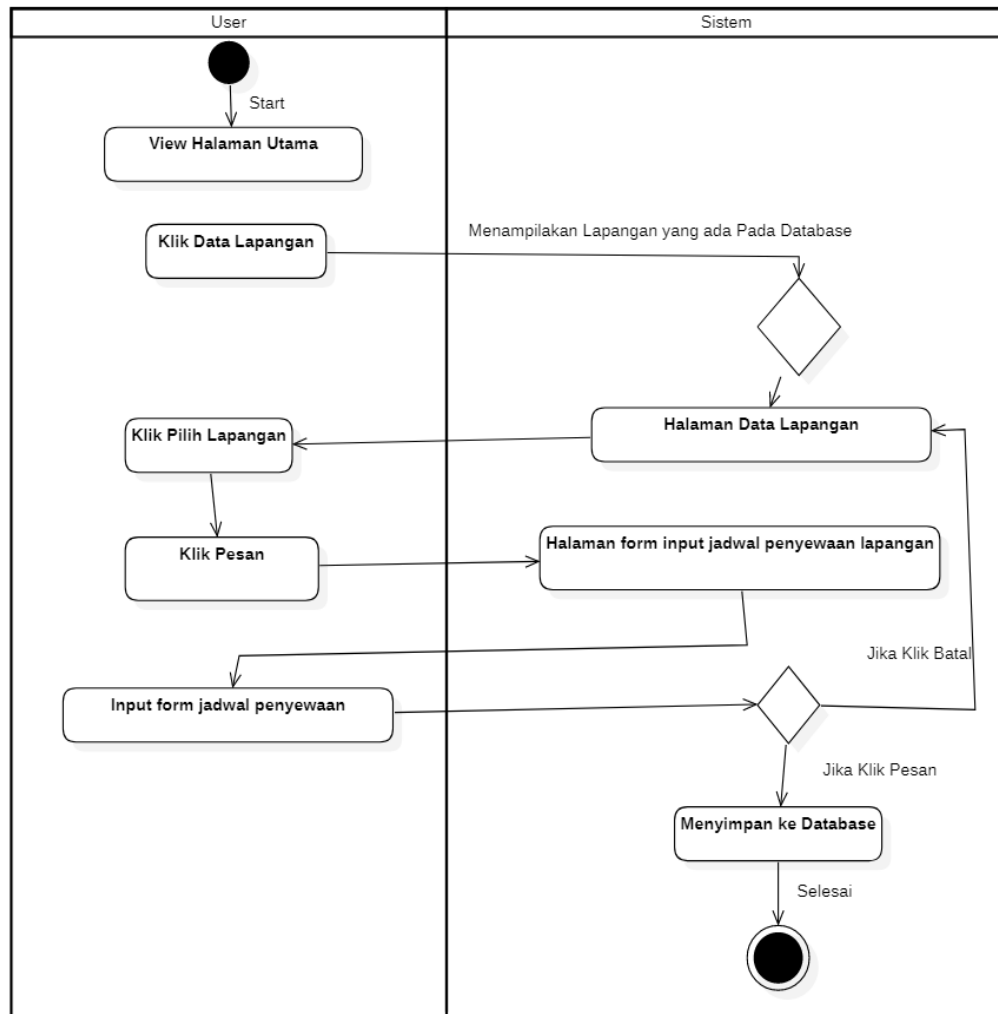 User
Sistem
Start
View Halaman Utama
Klik Data Lapangan
Menampilakan Lapangan yang ada Pada Database
Halaman Data Lapangan
Klik Pilih Lapangan
Klik Pesan
Halaman form input jadwal penyewaan lapangan
Jika Klik Batal
Input form jadwal penyewaan
Jika Klik Pesan
Menyimpan ke Database
Selesai